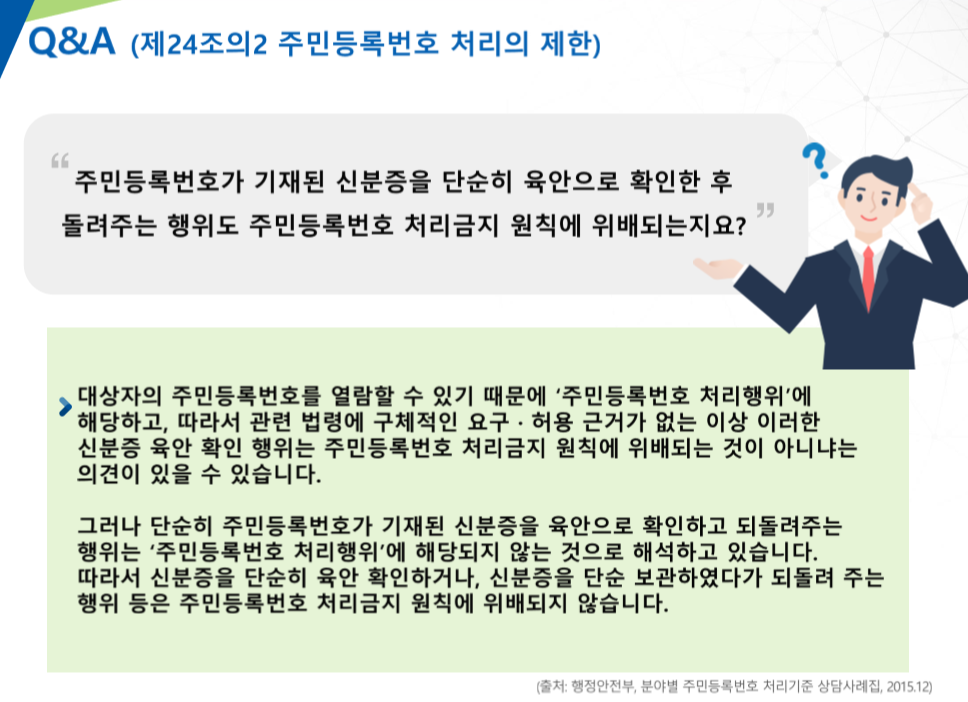 Q&A (제24조의2 주민등록번호 처리의 제한)
“ 주민등록번호가 기재된 신분증을 단순히 육안으로 확인한 후
돌려주는 행위도 주민등록번호 처리금지 원칙에 위배되는지요? ”
?
대상자의 주민등록번호를 열람할 수 있기 때문에 ‘주민등록번호 처리행위’에
해당하고, 따라서 관련 법령에 구체적인 요구 · 허용 근거가 없는 이상 이러한
신분증 육안 확인 행위는 주민등록번호 처리금지 원칙에 위배되는 것이 아니냐는
의견이 있을 수 있습니다.
그러나 단순히 주민등록번호가 기재된 신분증을 육안으로 확인하고 되돌려주는
행위는 ‘주민등록번호 처리행위’에 해당되지 않는 것으로 해석하고 있습니다.
따라서 신분증을 단순히 육안 확인하거나, 신분증을 단순 보관하였다가 되돌려 주는
행위 등은 주민등록번호 처리금지 원칙에 위배되지 않습니다.
(출처: 행정안전부, 분야별 주민등록번호 처리기준 상담사례집, 2015.12)